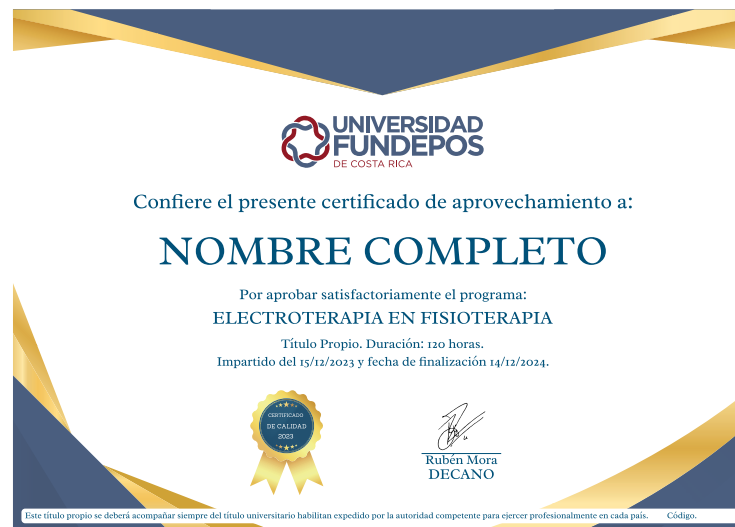 UNIVERSIDAD
FUNDEPOS
DE COSTA RICA
Confiere el presente certificado de aprovechamiento a:
NOMBRE COMPLETO
Por aprobar satisfactoriamente el programa:
ELECTROTERAPIA EN FISIOTERAPIA
Título Propio. Duración: 120 horas.
Impartido del 15/12/2023 y fecha de finalización 14/12/2024.
CERTIFICADO
DE CALIDAD
2023
Rubén Mora
DECANO
Este título propio se deberá acompañar siempre del título universitario habilitan expedido por la autoridad competente para ejercer profesionalmente en cada país. Código.